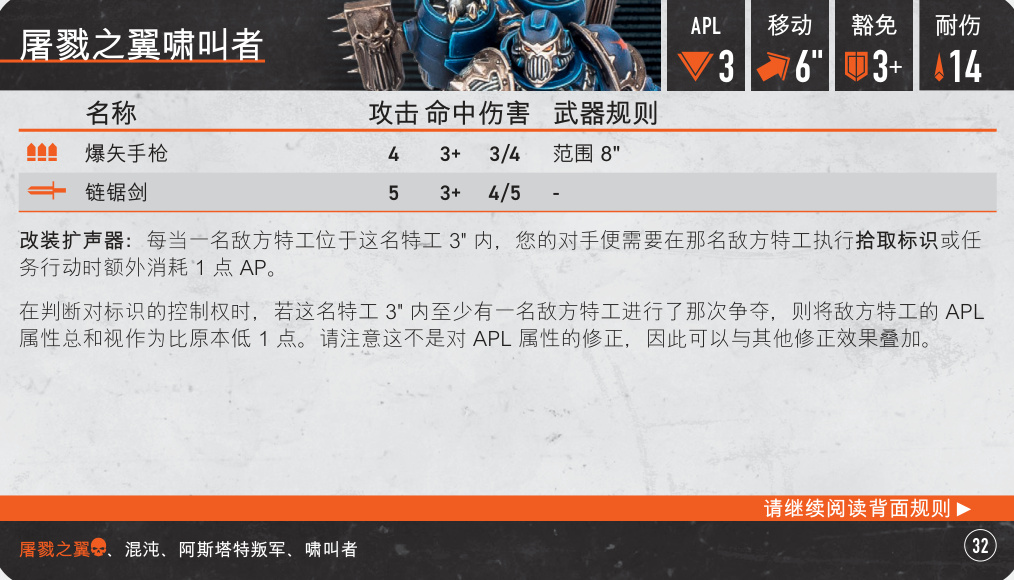 屠戮之翼啸叫者
APL
3
移动
6"
豁免
3+
耐伤
14
名称 攻击 命中 伤害 武器规则
爆矢手枪 4 3+ 3/4 范围 8"
链锯剑 5 3+ 4/5 -
改装扩声器：每当一名敌方特工位于这名特工 3" 内，您的对手便需要在那名敌方特工执行拾取标识或任
务行动时额外消耗 1 点 AP。
在判断对标识的控制权时，若这名特工 3" 内至少有一名敌方特工进行了那次争夺，则将敌方特工的 APL
属性总和视作为比原本低 1 点。请注意这不是对 APL 属性的修正，因此可以与其他修正效果叠加。
请继续阅读背面规则 ▶
屠戮之翼、混沌、阿斯塔特叛军、啸叫者
32